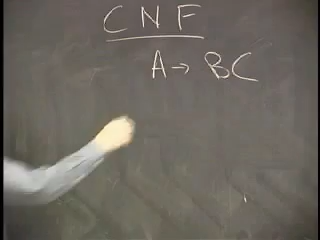 CNF
A → BC